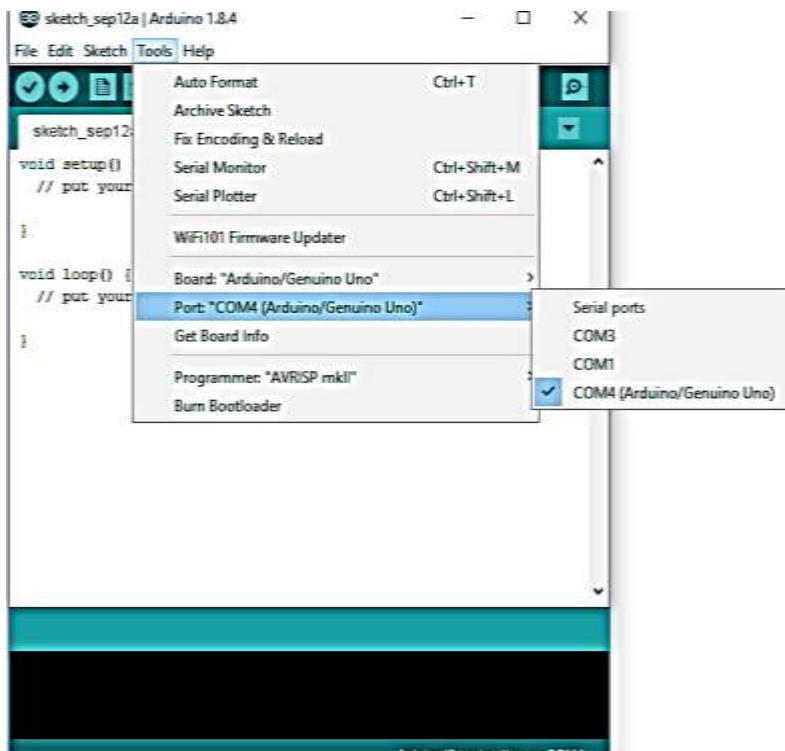 sketch_sep12a | Arduino 1.8.4
File Edit Sketch Tools Help
sketch_sep12
Auto Format Ctrl+T
Archive Sketch
Fix Encoding & Reload
Serial Monitor Ctrl+Shift+M
Serial Plotter Ctrl+Shift+L
WiFi101 Firmware Updater
Board: "Arduino/Genuino Uno"
Port: "COM4 (Arduino/Genuino Uno)"
Get Board Info
Programmer: "AVRISP mkII"
Burn Bootloader
Serial ports
COM3
COM1
COM4 (Arduino/Genuino Uno)
void setup()
// put your
}
void loop() {
// put your
}